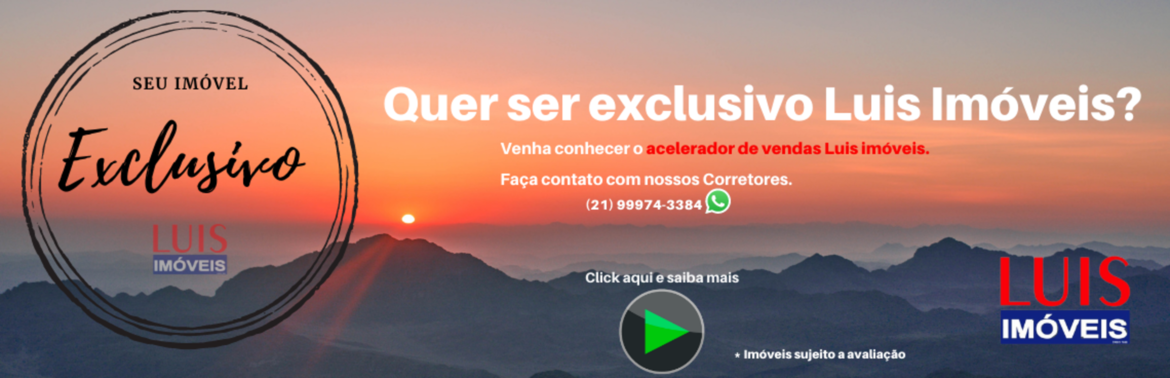 SEU IMÓVEL
Exclusivo
LUIS
IMÓVEIS
Quer ser exclusivo Luis Imóveis?
Venha conhecer o acelerador de vendas Luis imóveis.
Faça contato com nossos Corretores.
(21) 99974-3384
Click aqui e saiba mais
* Imóveis sujeito a avaliação
LUIS
IMÓVEIS